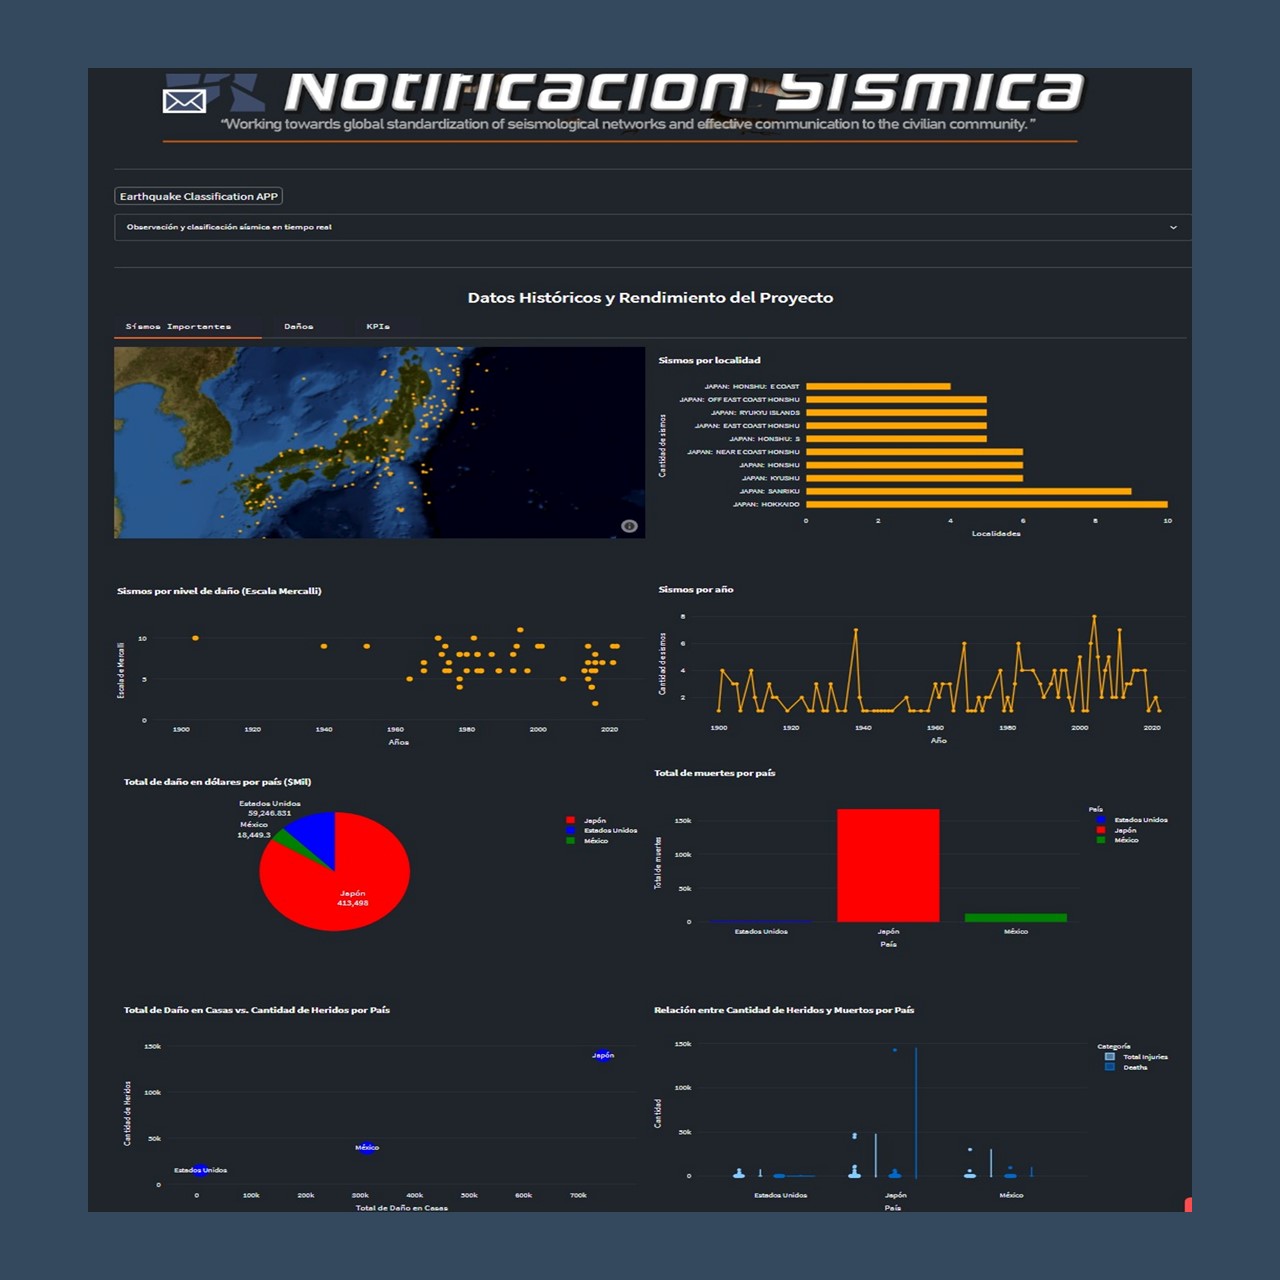 Notificacion Sismica
“Working towards global standardization of seismological networks and effective communication to the civilian community.”
Earthquake Classification APP
Observación y clasificación sísmica en tiempo real
Datos Históricos y Rendimiento del Proyecto
Sismos Importantes
Daños
KPIs
Sismos por localidad
Cantidad de sismos
JAPAN: HONSHU: E COAST
JAPAN: OFF EAST COAST HONSHU
JAPAN: RYUKYU ISLANDS
JAPAN: EAST COAST HONSHU
JAPAN: HONSHU: S
JAPAN: NEAR E COAST HONSHU
JAPAN: HONSHU
JAPAN: KYUSHU
JAPAN: SANRIKU
JAPAN: HOKKAIDO
0 2 4 6 8 10
Localidades
Sismos por nivel de daño (Escala Mercalli)
Escala de Mercalli
10
5
0
1900 1920 1940 1960 1980 2000 2020
Años
Sismos por año
Cantidad de sismos
8
6
4
2
1900 1920 1940 1960 1980 2000 2020
Año
Total de daño en dólares por país ($Mil)
Estados Unidos
59,246.831
México
18,449.3
Japón
413,498
Japón
Estados Unidos
México
Total de muertes por país
Total de muertes
150k
100k
50k
0
Estados Unidos Japón México
País
País
Estados Unidos
Japón
México
Total de Daño en Casas vs. Cantidad de Heridos por País
Cantidad de Heridos
150k
100k
50k
0
Japón
México
Estados Unidos
0 100k 200k 300k 400k 500k 600k 700k
Total de Daño en Casas
Relación entre Cantidad de Heridos y Muertos por País
Cantidad
150k
100k
50k
0
Estados Unidos Japón México
País
Categoría
Total Injuries
Deaths